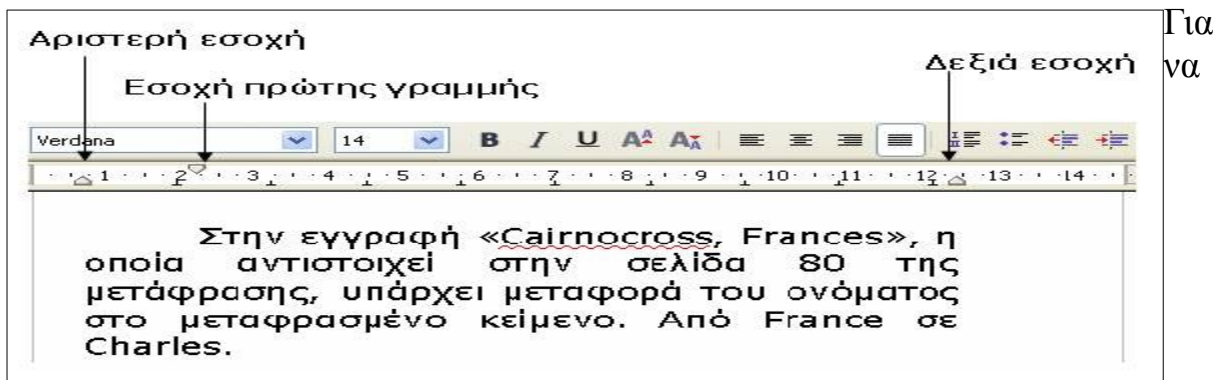 Για
να
Αριστερή εσοχή
Δεξιά εσοχή
Εσοχή πρώτης γραμμής
Verdana 14 B I U
1 2 3 4 5 6 7 8 9 10 11 12 13 14
Στην εγγραφή «Cairnocross, Frances», η
οποία αντιστοιχεί στην σελίδα 80 της
μετάφρασης, υπάρχει μεταφορά του ονόματος
στο μεταφρασμένο κείμενο. Από France σε
Charles.